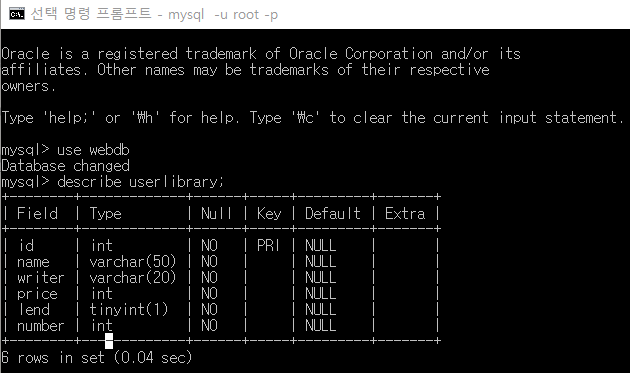 선택 명령 프롬프트 - mysql  -u root -p
Oracle is a registered trademark of Oracle Corporation and/or its
affiliates. Other names may be trademarks of their respective
owners.
Type 'help;' or '₩h' for help. Type '₩c' to clear the current input statement.
mysql> use webdb
Database changed
mysql> describe userlibrary;
+--------+-------------+------+-----+---------+-------+
| Field  | Type        | Null | Key | Default | Extra |
+--------+-------------+------+-----+---------+-------+
| id     | int         | NO   | PRI | NULL    |       |
| name   | varchar(50) | NO   |     | NULL    |       |
| writer | varchar(20) | NO   |     | NULL    |       |
| price  | int         | NO   |     | NULL    |       |
| lend   | tinyint(1)  | NO   |     | NULL    |       |
| number | int         | NO   |     | NULL    |       |
+--------+-------------+------+-----+---------+-------+
6 rows in set (0.04 sec)